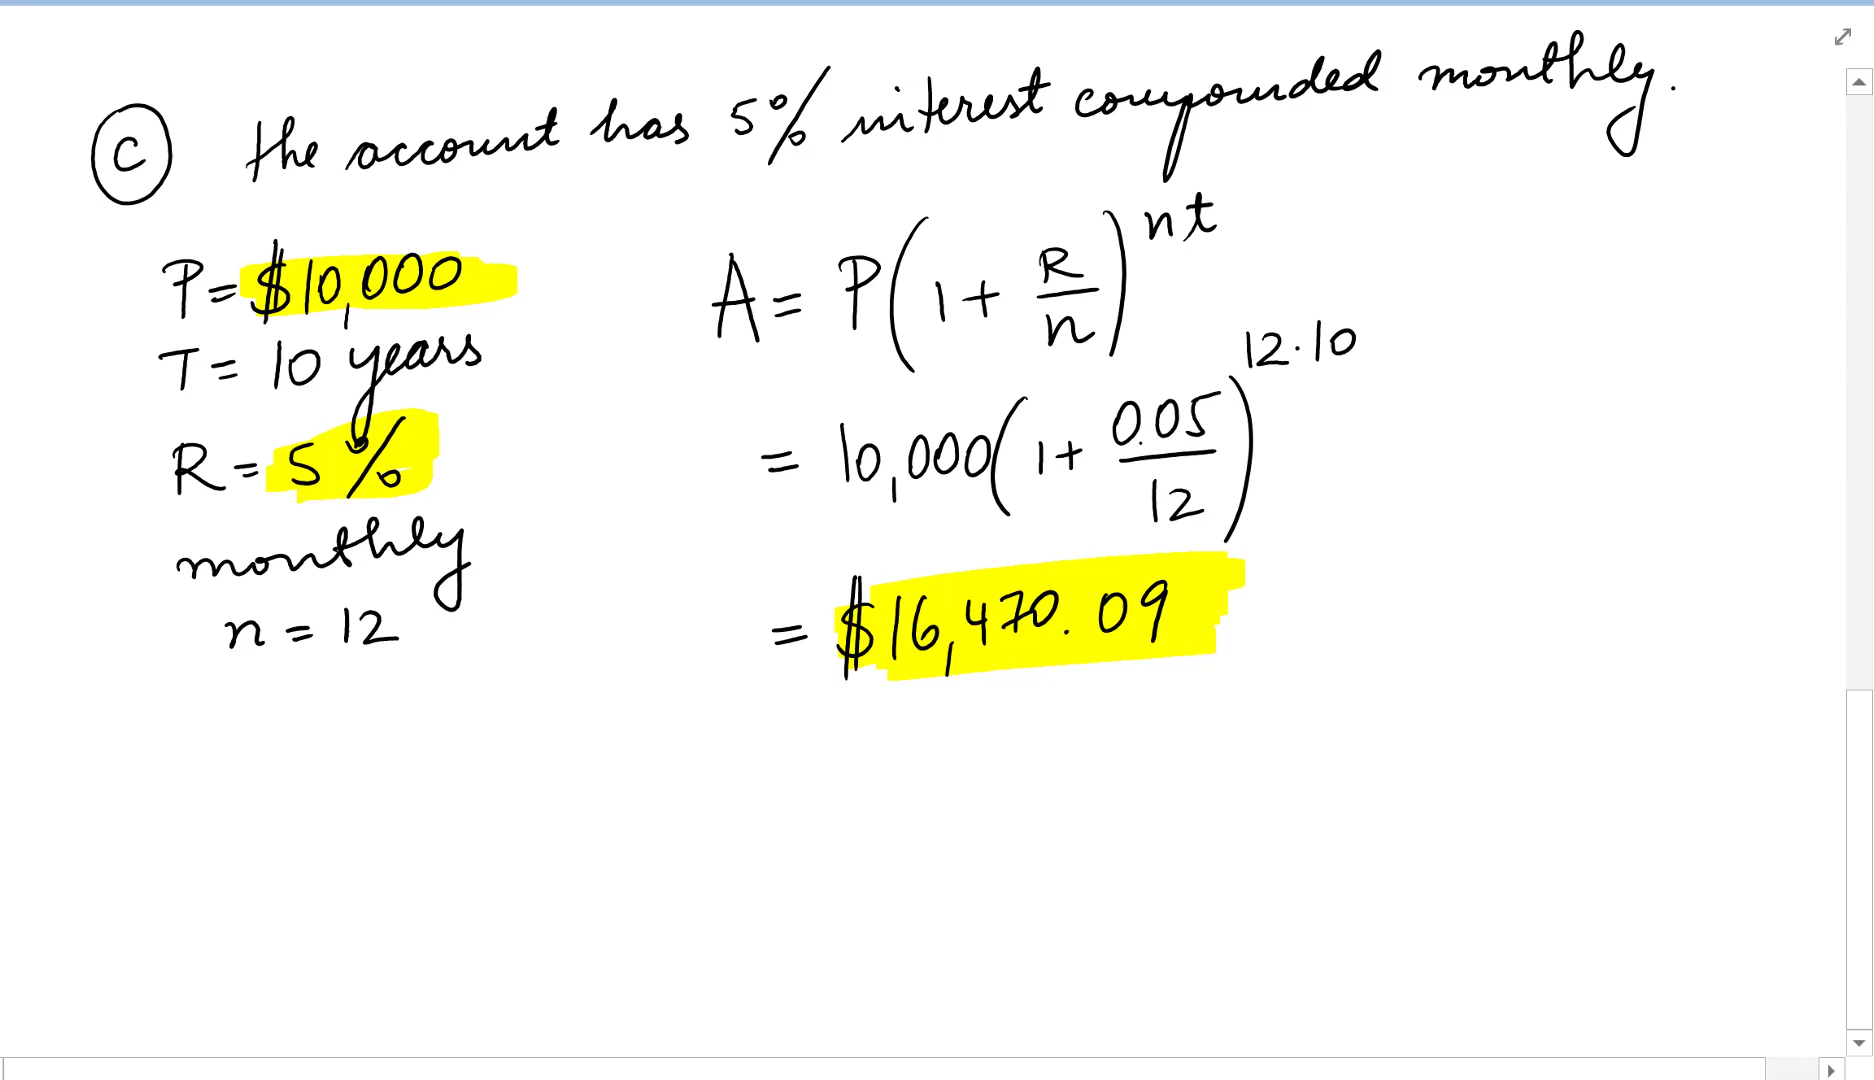 C the account has 5% interest compounded monthly.
P = $10,000
T = 10 years
R = 5%
monthly
n = 12
A = P(1 + R/n)^nt
= 10,000(1 + 0.05/12)^12·10
= $16,470.09